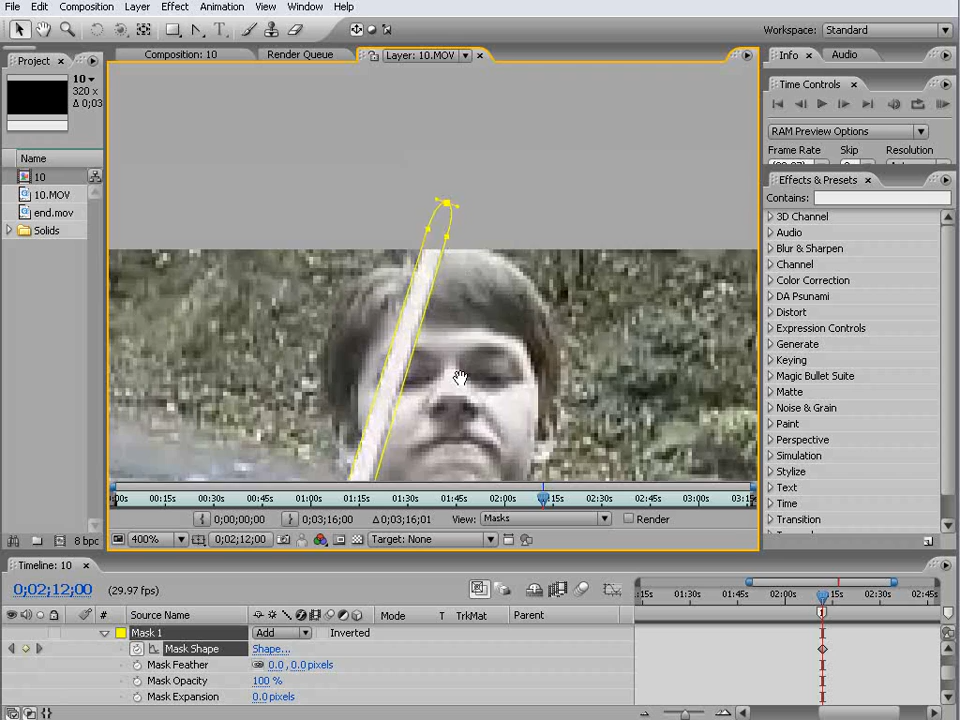 File Edit Composition Layer Effect Animation View Window Help
Workspace: Standard
Project
Composition: 10 Render Queue Layer: 10.MOV
Info Audio
10
320 x
Δ 0;03
Time Controls
RAM Preview Options
Frame Rate Skip Resolution
Name
10
10.MOV
end.mov
Solids
Effects & Presets
Contains:
3D Channel
Audio
Blur & Sharpen
Channel
Color Correction
DA Psunami
Distort
Expression Controls
Generate
Keying
Magic Bullet Suite
Matte
Noise & Grain
Paint
Perspective
Simulation
Stylize
Text
Time
Transition
:00s 00:15s 00:30s 00:45s 01:00s 01:15s 01:30s 01:45s 02:00s :15s 02:30s 02:45s 03:00s 03:15s
0;00;00;00 0;03;16;00 Δ 0;03;16;01 View: Masks Render
8 bpc
400% 0;02;12;00 Target: None
Timeline: 10
0;02;12;00 (29.97 fps)
:15s 01:30s 01:45s 02:00s :15s 02:30s 02:45s
# Source Name Mode T TrkMat Parent
1
Mask 1 Add Inverted
Mask Shape Shape...
Mask Feather 0.0, 0.0 pixels
Mask Opacity 100 %
Mask Expansion 0.0 pixels